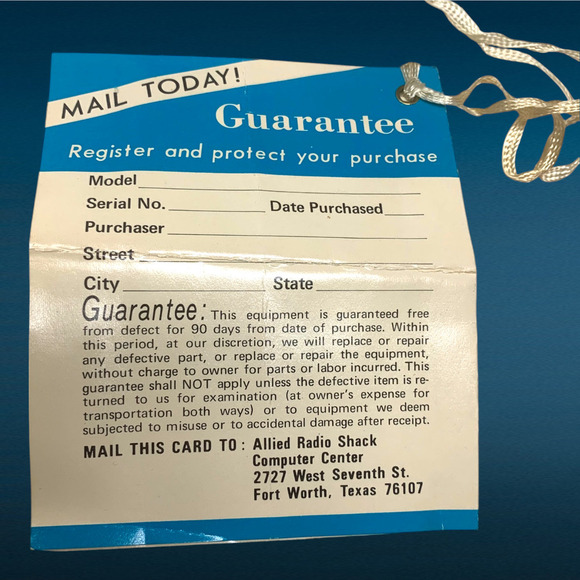 MAIL TODAY!
Guarantee
Register and protect your purchase
Model
Serial No. Date Purchased
Purchaser
Street
City State
Guarantee: This equipment is guaranteed free
from defect for 90 days from date of purchase. Within
this period, at our discretion, we will replace or repair
any defective part, or replace or repair the equipment,
without charge to owner for parts or labor incurred. This
guarantee shall NOT apply unless the defective item is re-
turned to us for examination (at owner's expense for
transportation both ways) or to equipment we deem
subjected to misuse or to accidental damage after receipt.
MAIL THIS CARD TO: Allied Radio Shack
Computer Center
2727 West Seventh St.
Fort Worth, Texas 76107